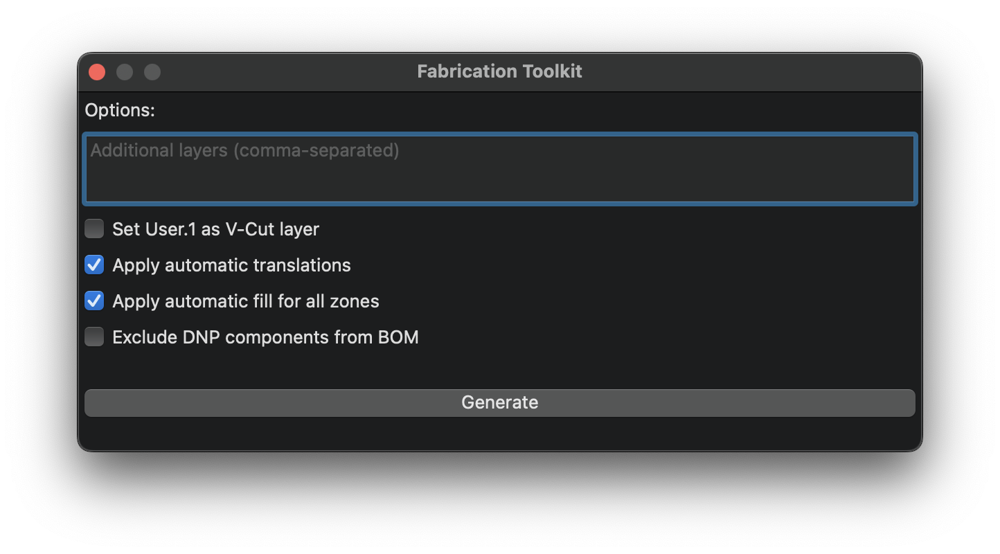 Fabrication Toolkit
Options:
Additional layers (comma-separated)
Set User.1 as V-Cut layer
Apply automatic translations
Apply automatic fill for all zones
Exclude DNP components from BOM
Generate